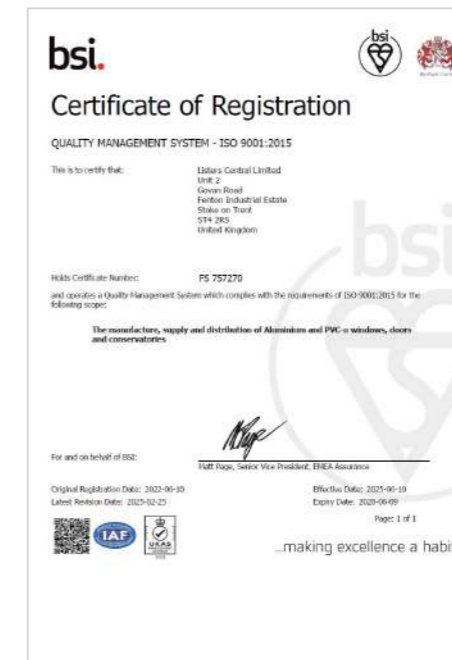 bsi.
bsi
Certificate of Registration
QUALITY MANAGEMENT SYSTEM - ISO 9001:2015
This is to certify that:
Listers Central Limited
Unit 2
Govan Road
Fenton Industrial Estate
Stoke on Trent
ST4 2RS
United Kingdom
Holds Certificate Number:
FS 757270
and operates a Quality Management System which complies with the requirements of ISO 9001:2015 for the
following scope:
The manufacture, supply and distribution of Aluminium and PVC-u windows, doors
and conservatories
bsi
For and on behalf of BSI:
Matt Page, Senior Vice President, EMEA Assurance
Original Registration Date: 2022-06-10
Effective Date: 2025-06-10
Latest Revision Date: 2025-02-25
Expiry Date: 2028-06-09
Page: 1 of 1
IAF
UKAS
...making excellence a habi